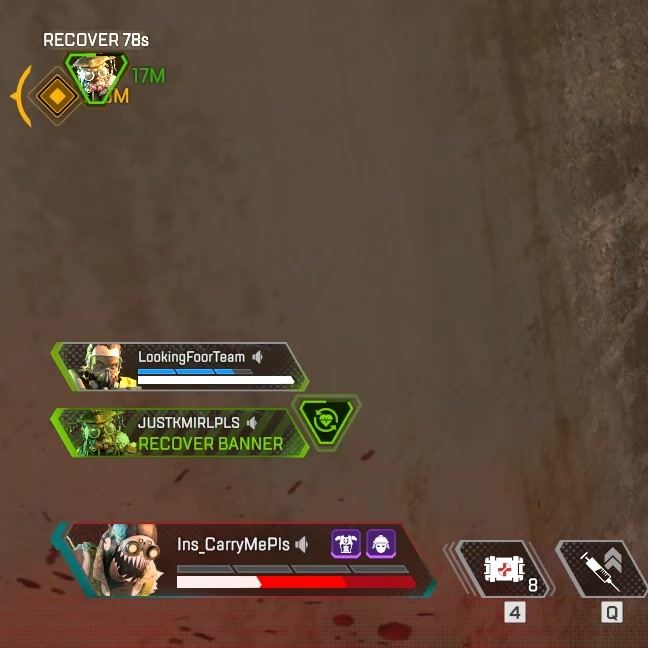 RECOVER 78s
17M
M
LookingFoorTeam
JUSTKMIRLPLS
RECOVER BANNER
Ins_CarryMePls
8
4
Q